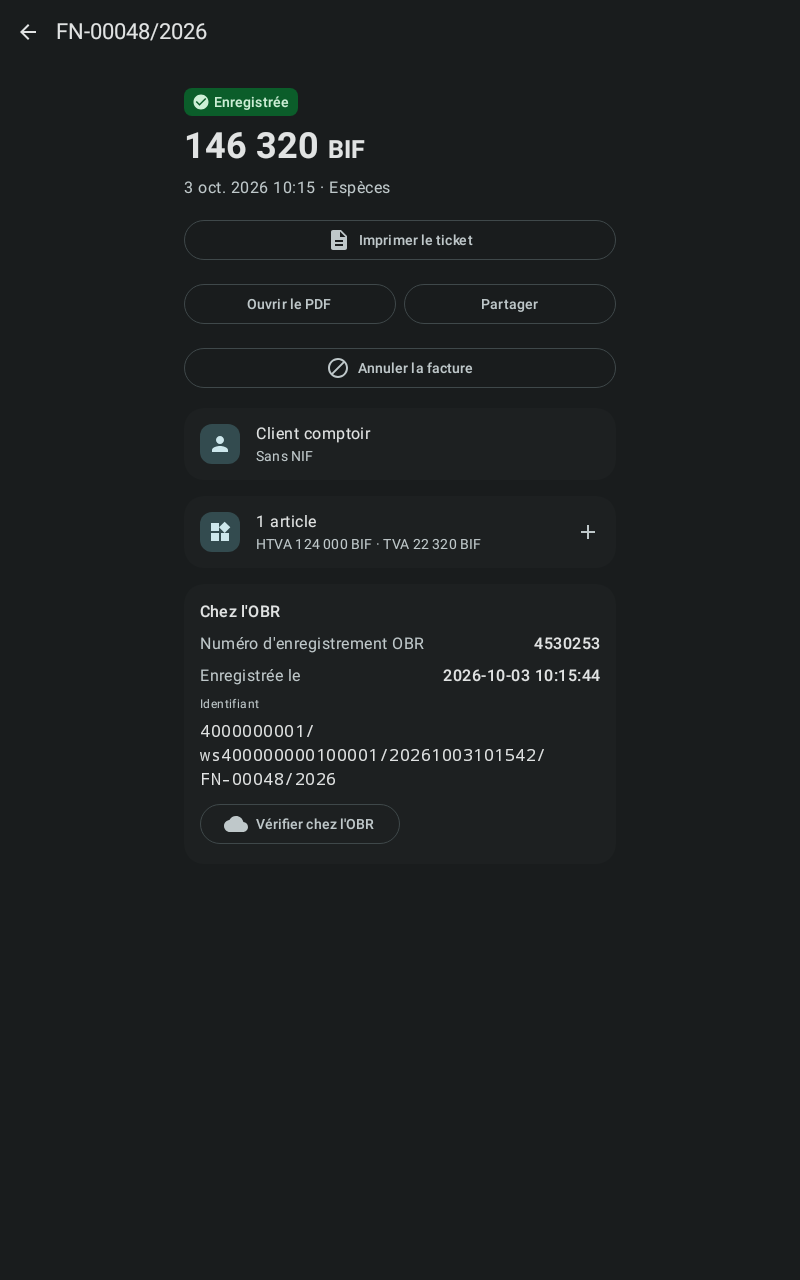 FN-00048/2026
Enregistrée
146 320 BIF
3 oct. 2026 10:15 · Espèces
Imprimer le ticket
Ouvrir le PDF
Partager
Annuler la facture
Client comptoir
Sans NIF
1 article
HTVA 124 000 BIF · TVA 22 320 BIF
Chez l'OBR
Numéro d'enregistrement OBR 4530253
Enregistrée le 2026-10-03 10:15:44
Identifiant
4000000001/
ws400000000100001/20261003101542/
FN-00048/2026
Vérifier chez l'OBR